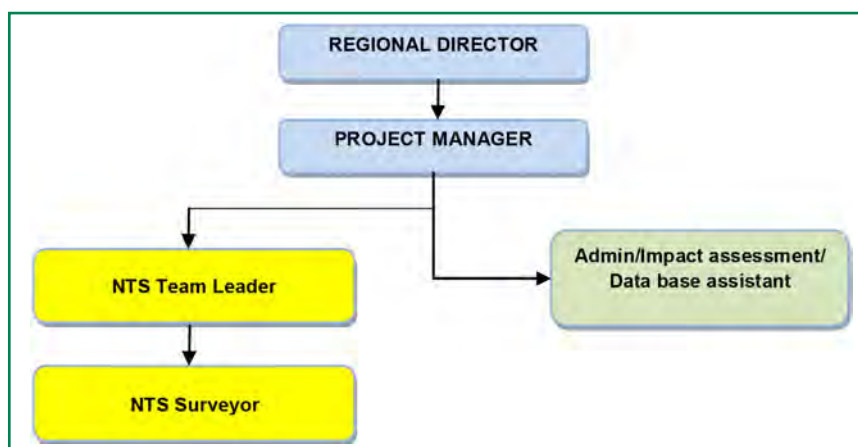 REGIONAL DIRECTOR
PROJECT MANAGER
NTS Team Leader
Admin/Impact assessment/
Data base assistant
NTS Surveyor